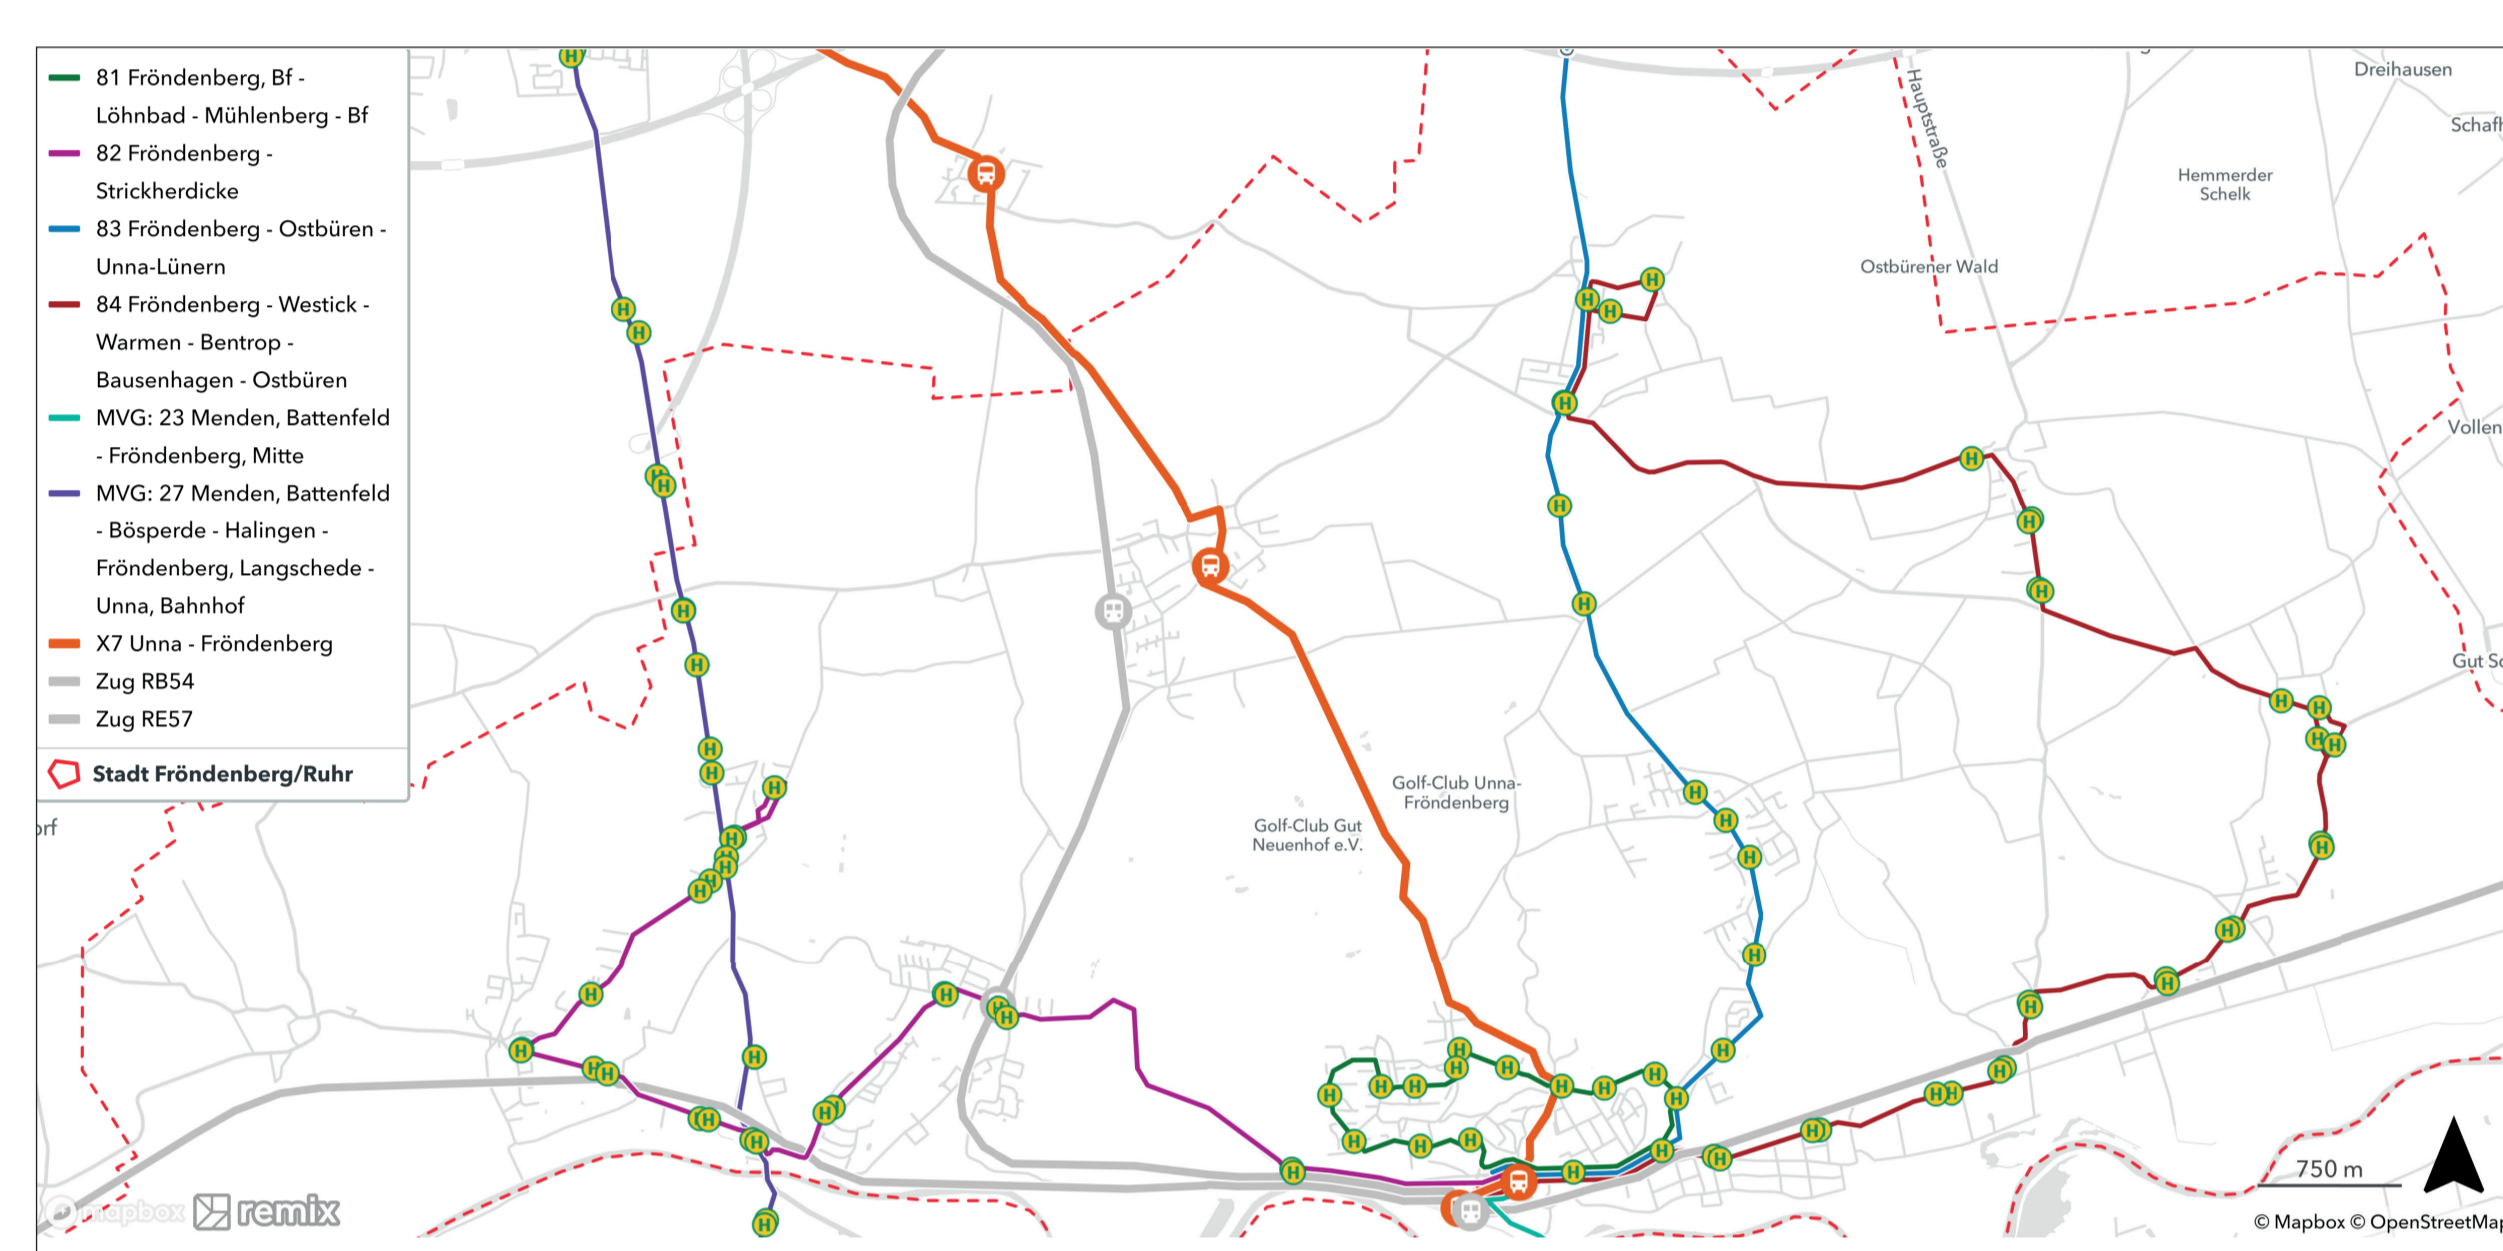 81 Fröndenberg, Bf -
Löhnbad - Mühlenberg - Bf
82 Fröndenberg -
Strickherdicke
83 Fröndenberg - Ostbüren -
Unna-Lünern
84 Fröndenberg - Westick -
Warmen - Bentrop -
Bausenhagen - Ostbüren
MVG: 23 Menden, Battenfeld
- Fröndenberg, Mitte
MVG: 27 Menden, Battenfeld
- Bösperde - Halingen -
Fröndenberg, Langschede -
Unna, Bahnhof
X7 Unna - Fröndenberg
Zug RB54
Zug RE57
Stadt Fröndenberg/Ruhr
Hauptstraße
Dreihausen
Hemmerder
Schelk
Ostbürener Wald
Golf-Club Unna-
Fröndenberg
Golf-Club Gut
Neuenhof e.V.
750 m
mapbox
remix
© Mapbox © OpenStreetMap